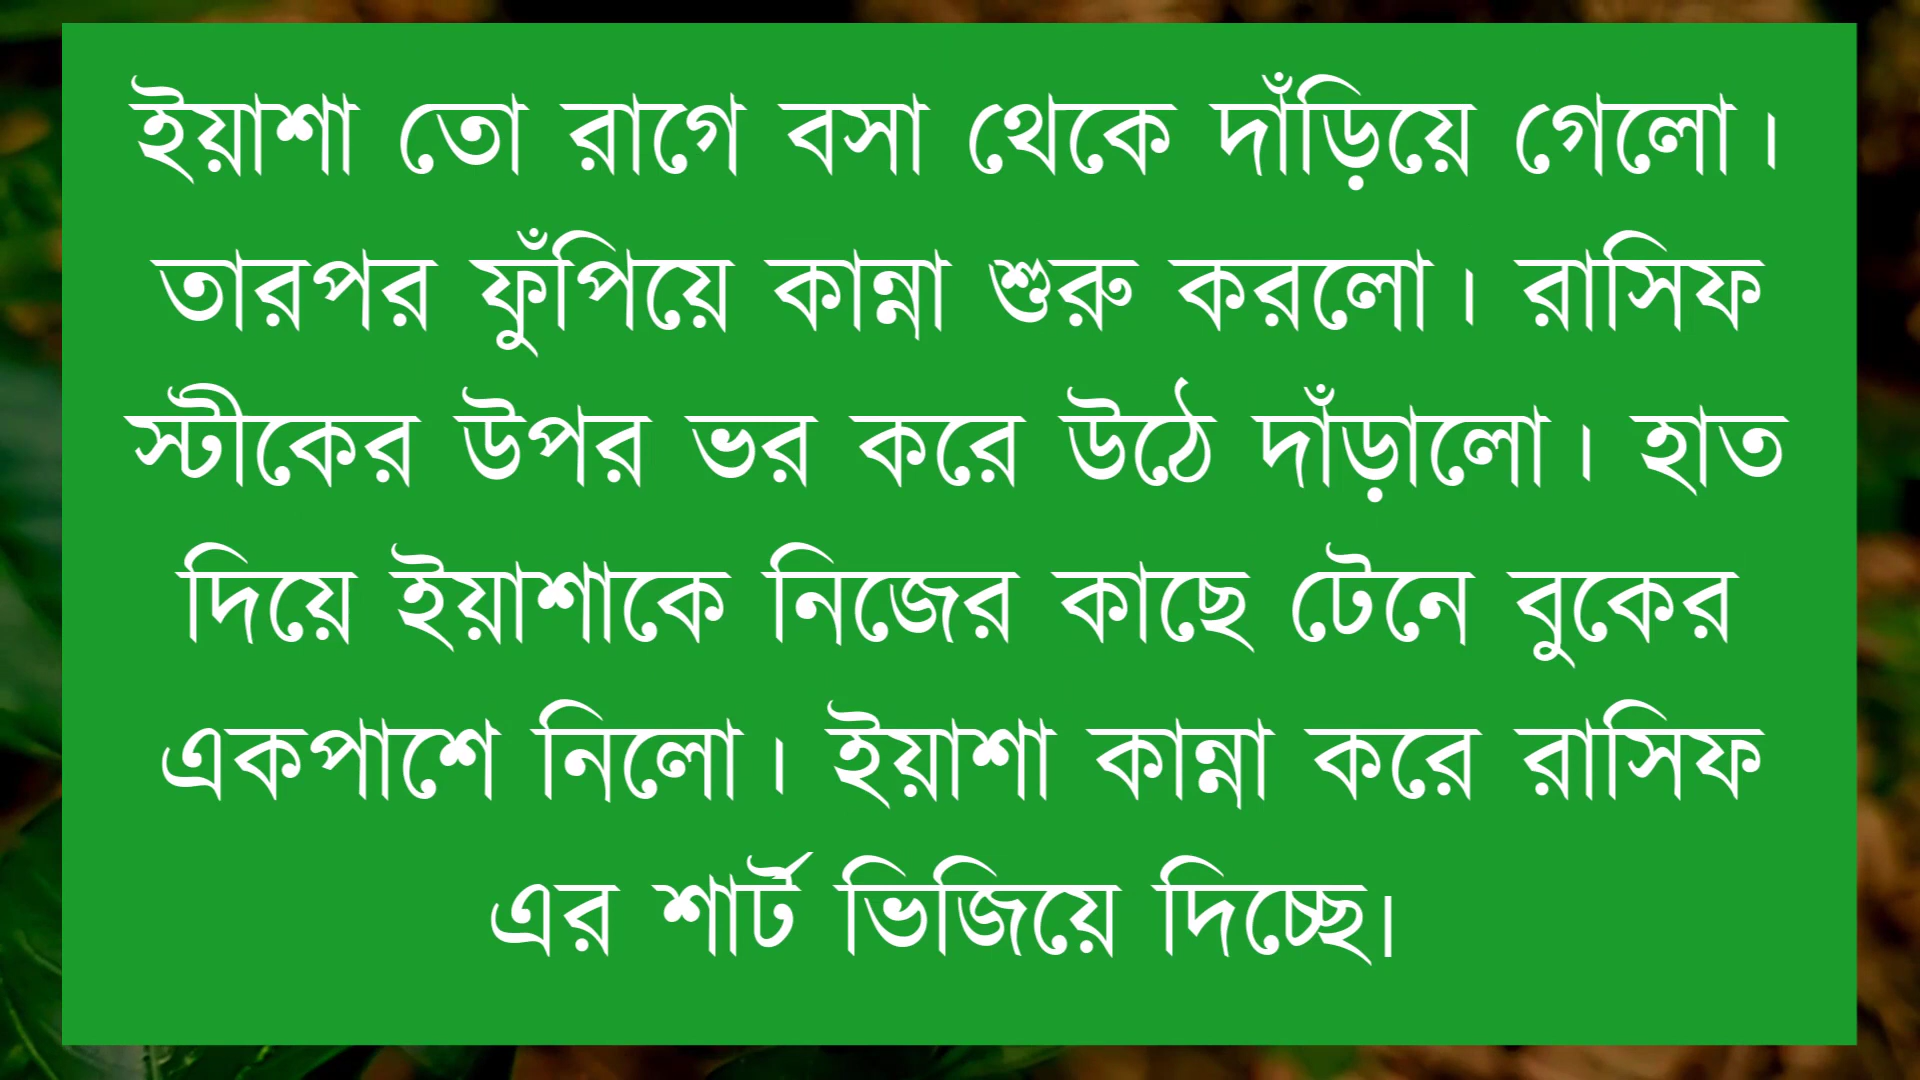 ইয়াশা তো রাগে বসা থেকে দাঁড়িয়ে গেলো।
তারপর ফুঁপিয়ে কান্না শুরু করলো। রাসিফ
স্টীকের উপর ভর করে উঠে দাঁড়ালো। হাত
দিয়ে ইয়াশাকে নিজের কাছে টেনে বুকের
একপাশে নিলো। ইয়াশা কান্না করে রাসিফ
এর শার্ট ভিজিয়ে দিচ্ছে।